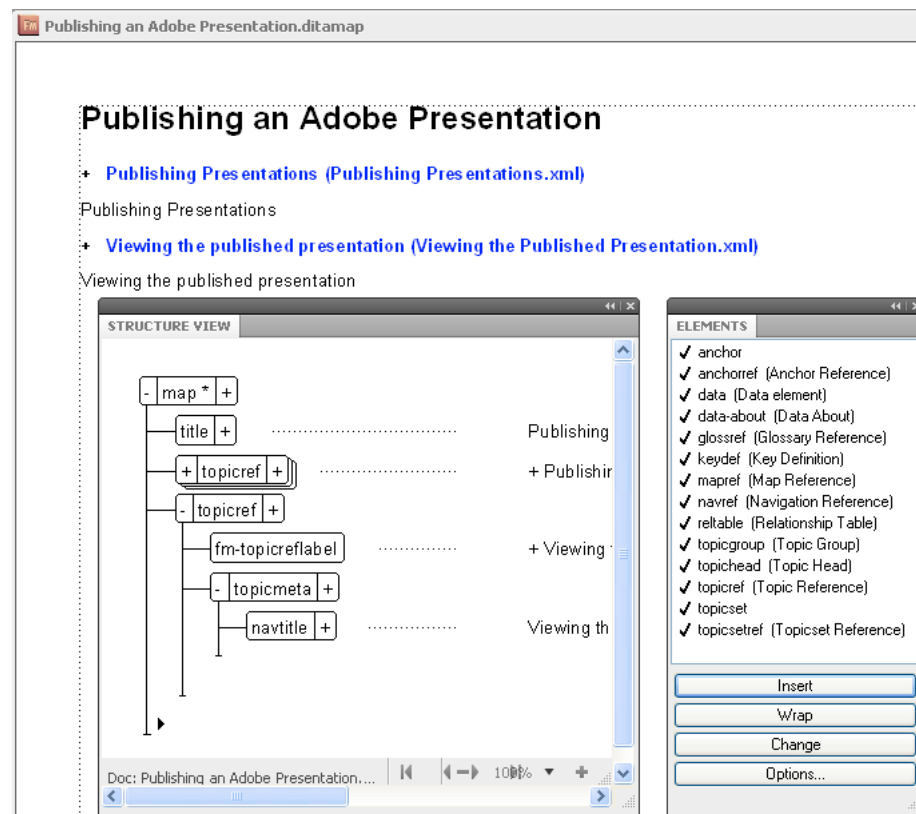 Fm Publishing an Adobe Presentation.ditamap
Publishing an Adobe Presentation
+ Publishing Presentations (Publishing Presentations.xml)
Publishing Presentations
+ Viewing the published presentation (Viewing the Published Presentation.xml)
Viewing the published presentation
STRUCTURE VIEW
- map * +
title + Publishing
+ topicref + + Publishin
- topicref +
fm-topicreflabel + Viewing
- topicmeta +
navtitle + Viewing th
Doc: Publishing an Adobe Presentation....
ELEMENTS
✓ anchor
✓ anchorref (Anchor Reference)
✓ data (Data element)
✓ data-about (Data About)
✓ glossref (Glossary Reference)
✓ keydef (Key Definition)
✓ mapref (Map Reference)
✓ navref (Navigation Reference)
✓ reltable (Relationship Table)
✓ topicgroup (Topic Group)
✓ topichead (Topic Head)
✓ topicref (Topic Reference)
✓ topicset
✓ topicsetref (Topicset Reference)
Insert
Wrap
Change
Options...